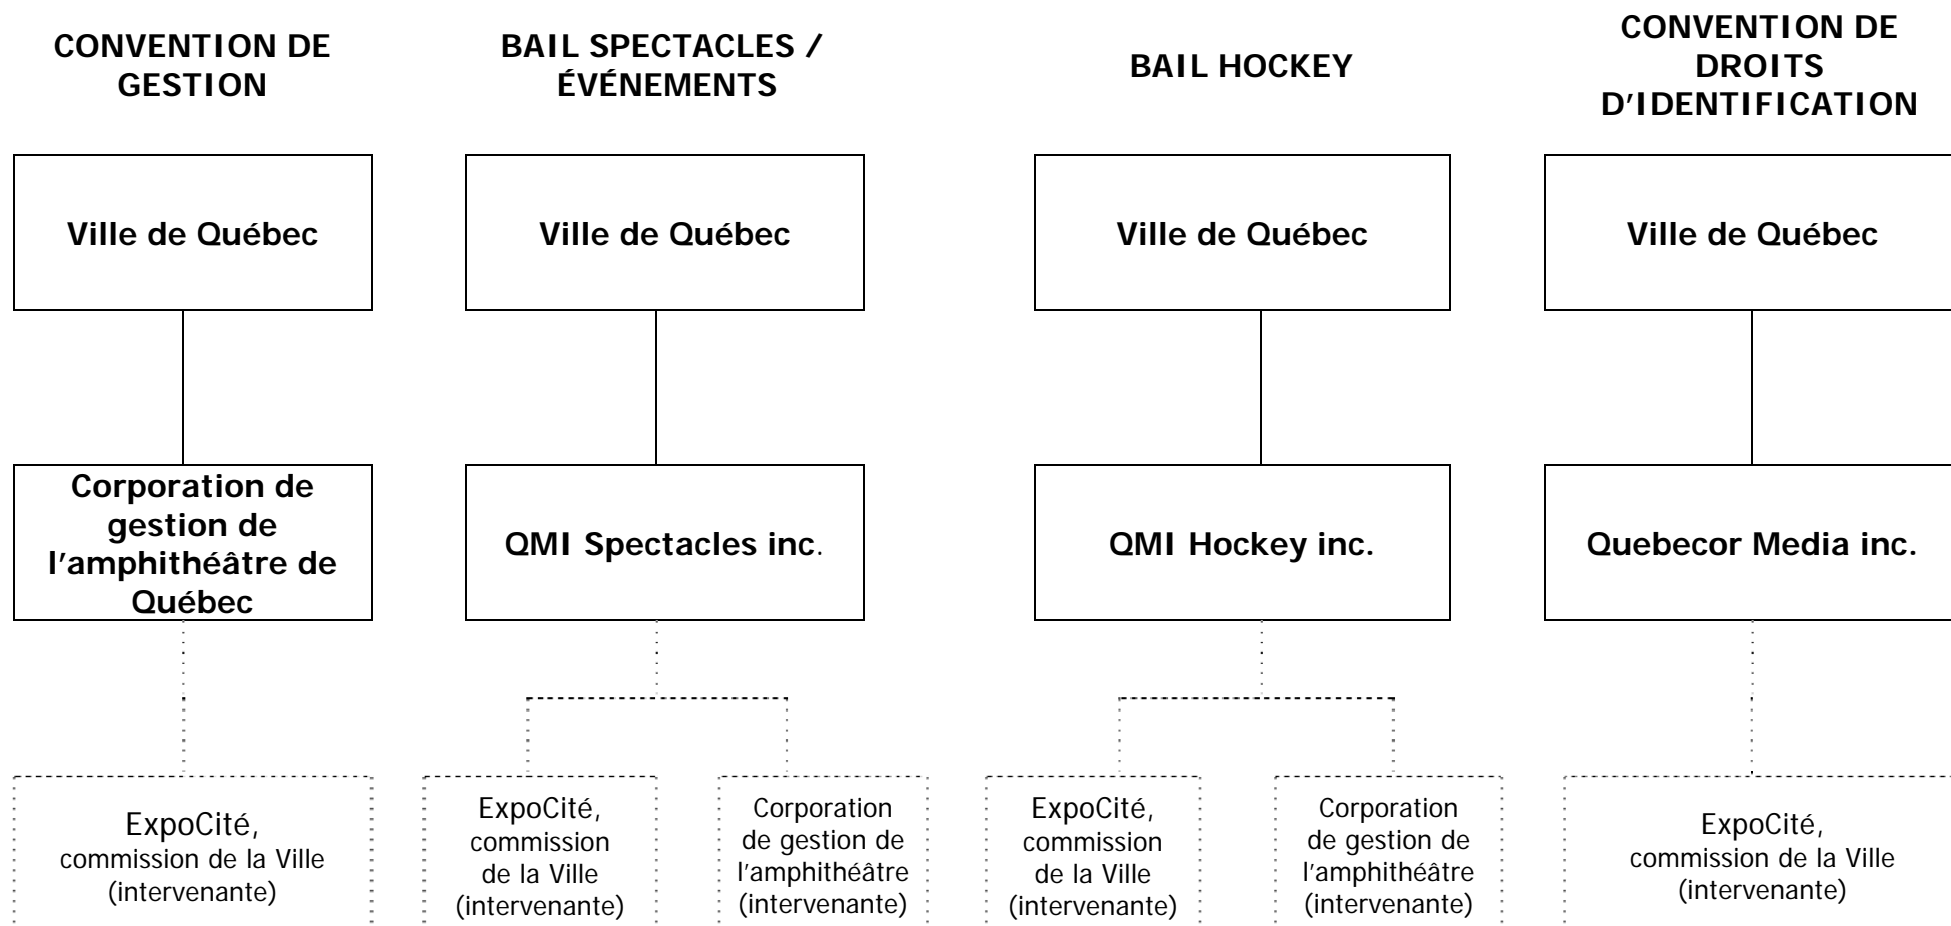 CONVENTION DE
GESTION
BAIL SPECTACLES /
ÉVÉNEMENTS
BAIL HOCKEY
CONVENTION DE
DROITS
D'IDENTIFICATION
Ville de Québec
Ville de Québec
Ville de Québec
Ville de Québec
Corporation de
gestion de
l'amphithéâtre de
Québec
QMI Spectacles inc.
QMI Hockey inc.
Quebecor Media inc.
ExpoCité,
commission de la Ville
(intervenante)
ExpoCité,
commission
de la Ville
(intervenante)
Corporation
de gestion de
l'amphithéâtre
(intervenante)
ExpoCité,
commission
de la Ville
(intervenante)
Corporation
de gestion de
l'amphithéâtre
(intervenante)
ExpoCité,
commission de la Ville
(intervenante)